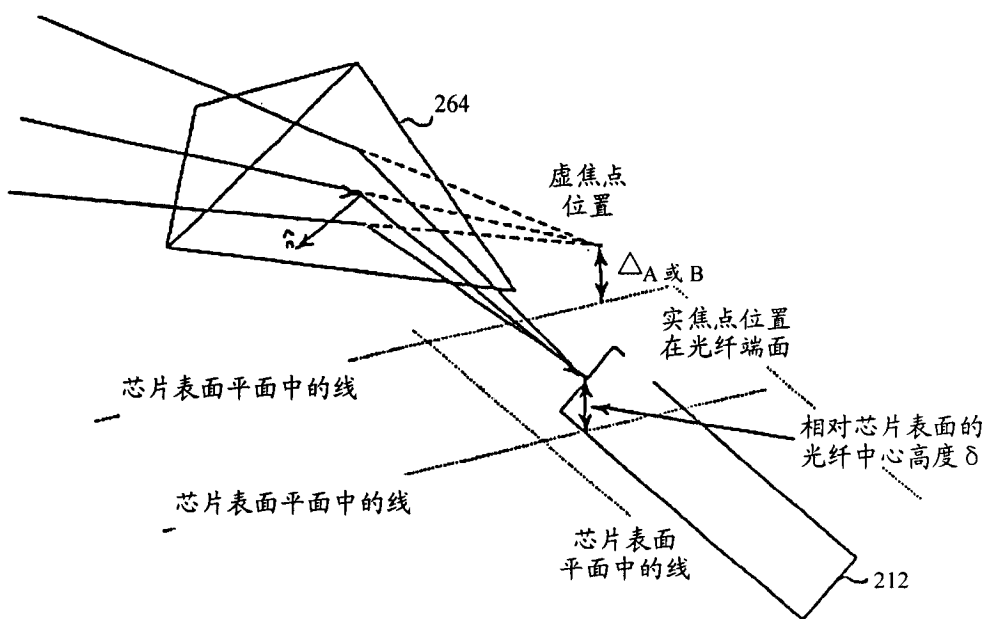 264
虚焦点
位置
n̂
△A 或 B
实焦点位置
在光纤端面
芯片表面平面中的线
相对芯片表面的
光纤中心高度 δ
芯片表面平面中的线
芯片表面
平面中的线
212